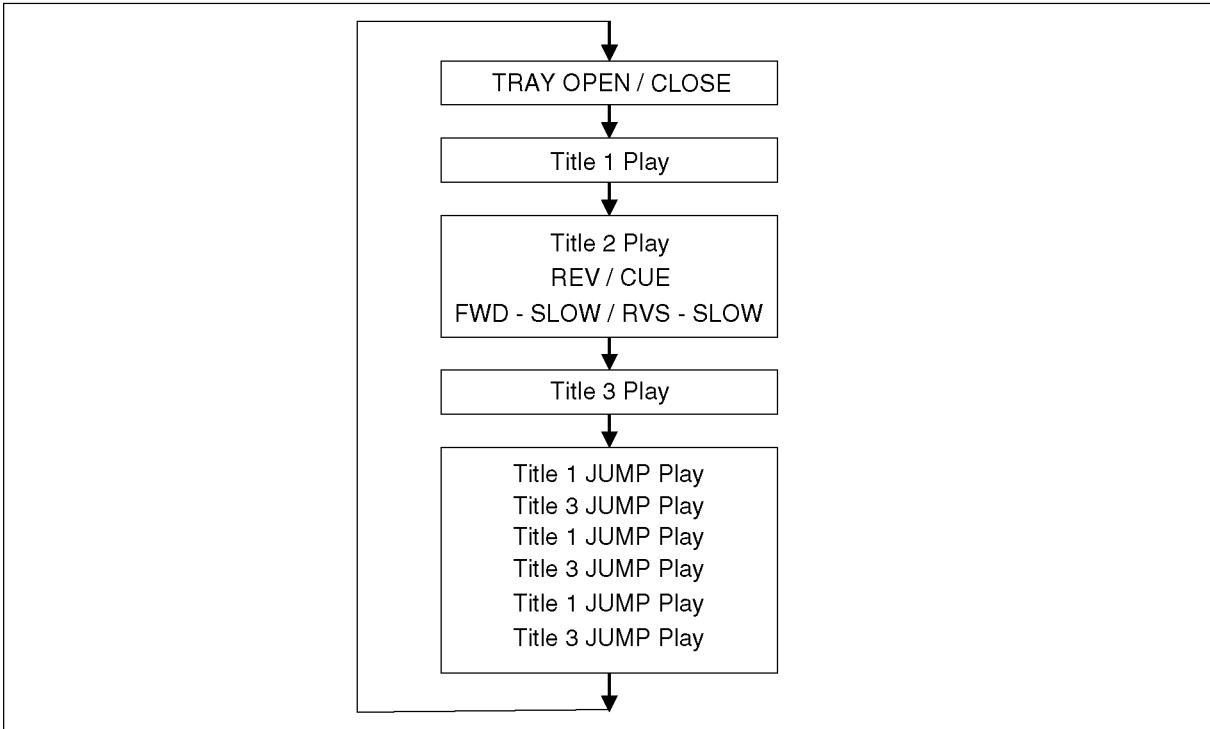 TRAY OPEN / CLOSE
Title 1 Play
Title 2 Play
REV / CUE
FWD - SLOW / RVS - SLOW
Title 3 Play
Title 1 JUMP Play
Title 3 JUMP Play
Title 1 JUMP Play
Title 3 JUMP Play
Title 1 JUMP Play
Title 3 JUMP Play